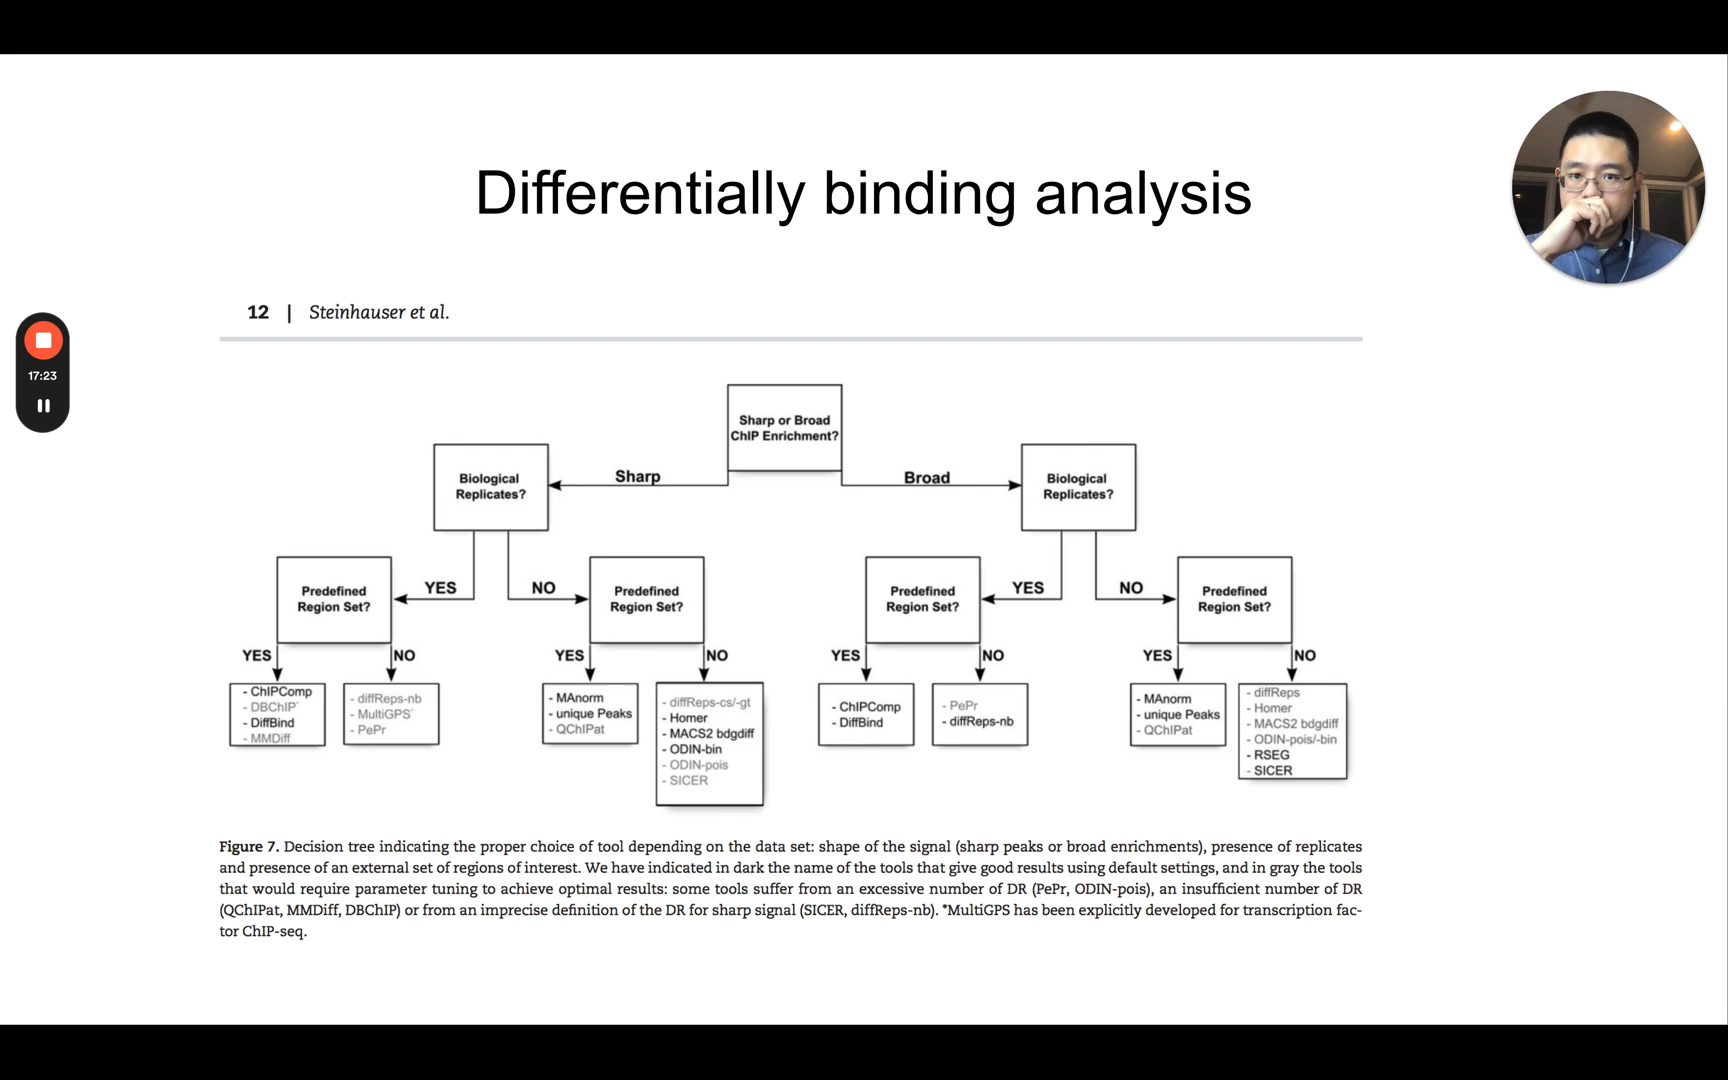 Differentially binding analysis
12 | Steinhauser et al.
17:23
Sharp or Broad
ChIP Enrichment?
Sharp
Broad
Biological
Replicates?
Biological
Replicates?
YES
NO
YES
NO
Predefined
Region Set?
Predefined
Region Set?
Predefined
Region Set?
Predefined
Region Set?
YES
NO
YES
NO
YES
NO
YES
NO
- ChIPComp
- DBChIP*
- DiffBind
- MMDiff
- diffReps-nb
- MultiGPS*
- PePr
- MAnorm
- unique Peaks
- QChIPat
- diffReps-cs/-gt
- Homer
- MACS2 bdgdiff
- ODIN-bin
- ODIN-pois
- SICER
- ChIPComp
- DiffBind
- PePr
- diffReps-nb
- MAnorm
- unique Peaks
- QChIPat
- diffReps
- Homer
- MACS2 bdgdiff
- ODIN-pois/-bin
- RSEG
- SICER
Figure 7. Decision tree indicating the proper choice of tool depending on the data set: shape of the signal (sharp peaks or broad enrichments), presence of replicates
and presence of an external set of regions of interest. We have indicated in dark the name of the tools that give good results using default settings, and in gray the tools
that would require parameter tuning to achieve optimal results: some tools suffer from an excessive number of DR (PePr, ODIN-pois), an insufficient number of DR
(QChIPat, MMDiff, DBChIP) or from an imprecise definition of the DR for sharp signal (SICER, diffReps-nb). *MultiGPS has been explicitly developed for transcription fac-
tor ChIP-seq.